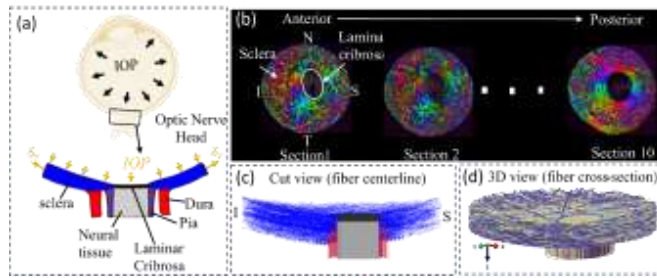 (a)
IOP
Optic Nerve
Head
IOP
sclera
Dura
Pia
Neural
tissue
Laminar
Cribrosa
(b)
Anterior
Posterior
N
Lamina
cribrosa
Sclera
I
S
T
Section1
Section 2
Section 10
(c)
Cut view (fiber centerline)
I
S
(d)
3D view (fiber cross-section)